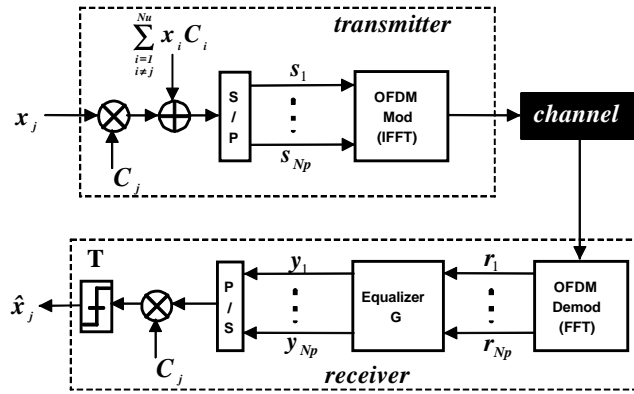 transmitter
Nu
∑ x_i C_i
i=1
i≠j
x_j
C_j
S
/
P
s_1
s_Np
OFDM
Mod
(IFFT)
channel
T
x̂_j
C_j
P
/
S
y_1
y_Np
Equalizer
G
r_1
r_Np
OFDM
Demod
(FFT)
receiver